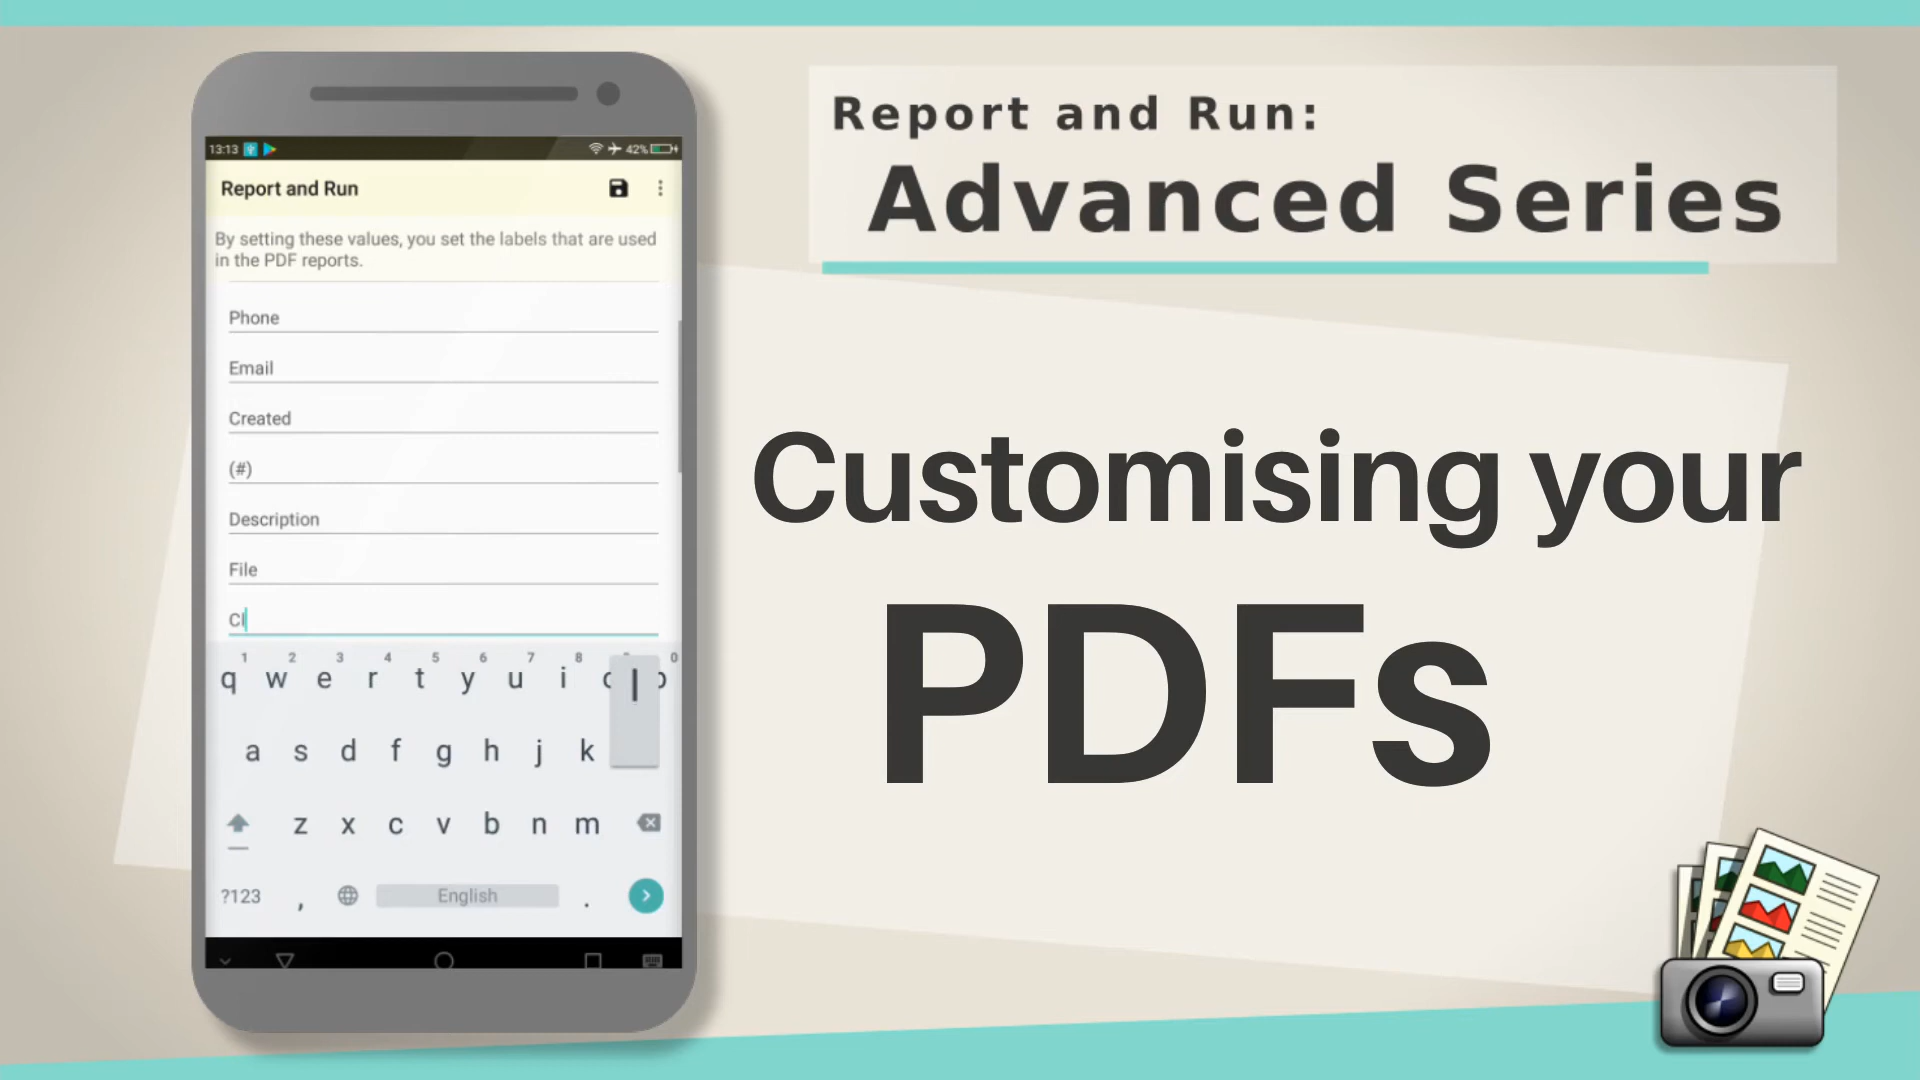 13:13
42%
Report and Run
By setting these values, you set the labels that are used
in the PDF reports.
Phone
Email
Created
(#)
Description
File
Cl
1 2 3 4 5 6 7 8 0
q w e r t y u i o p
l
a s d f g h j k
z x c v b n m
?123 , English .
Report and Run:
Advanced Series
Customising your
PDFs